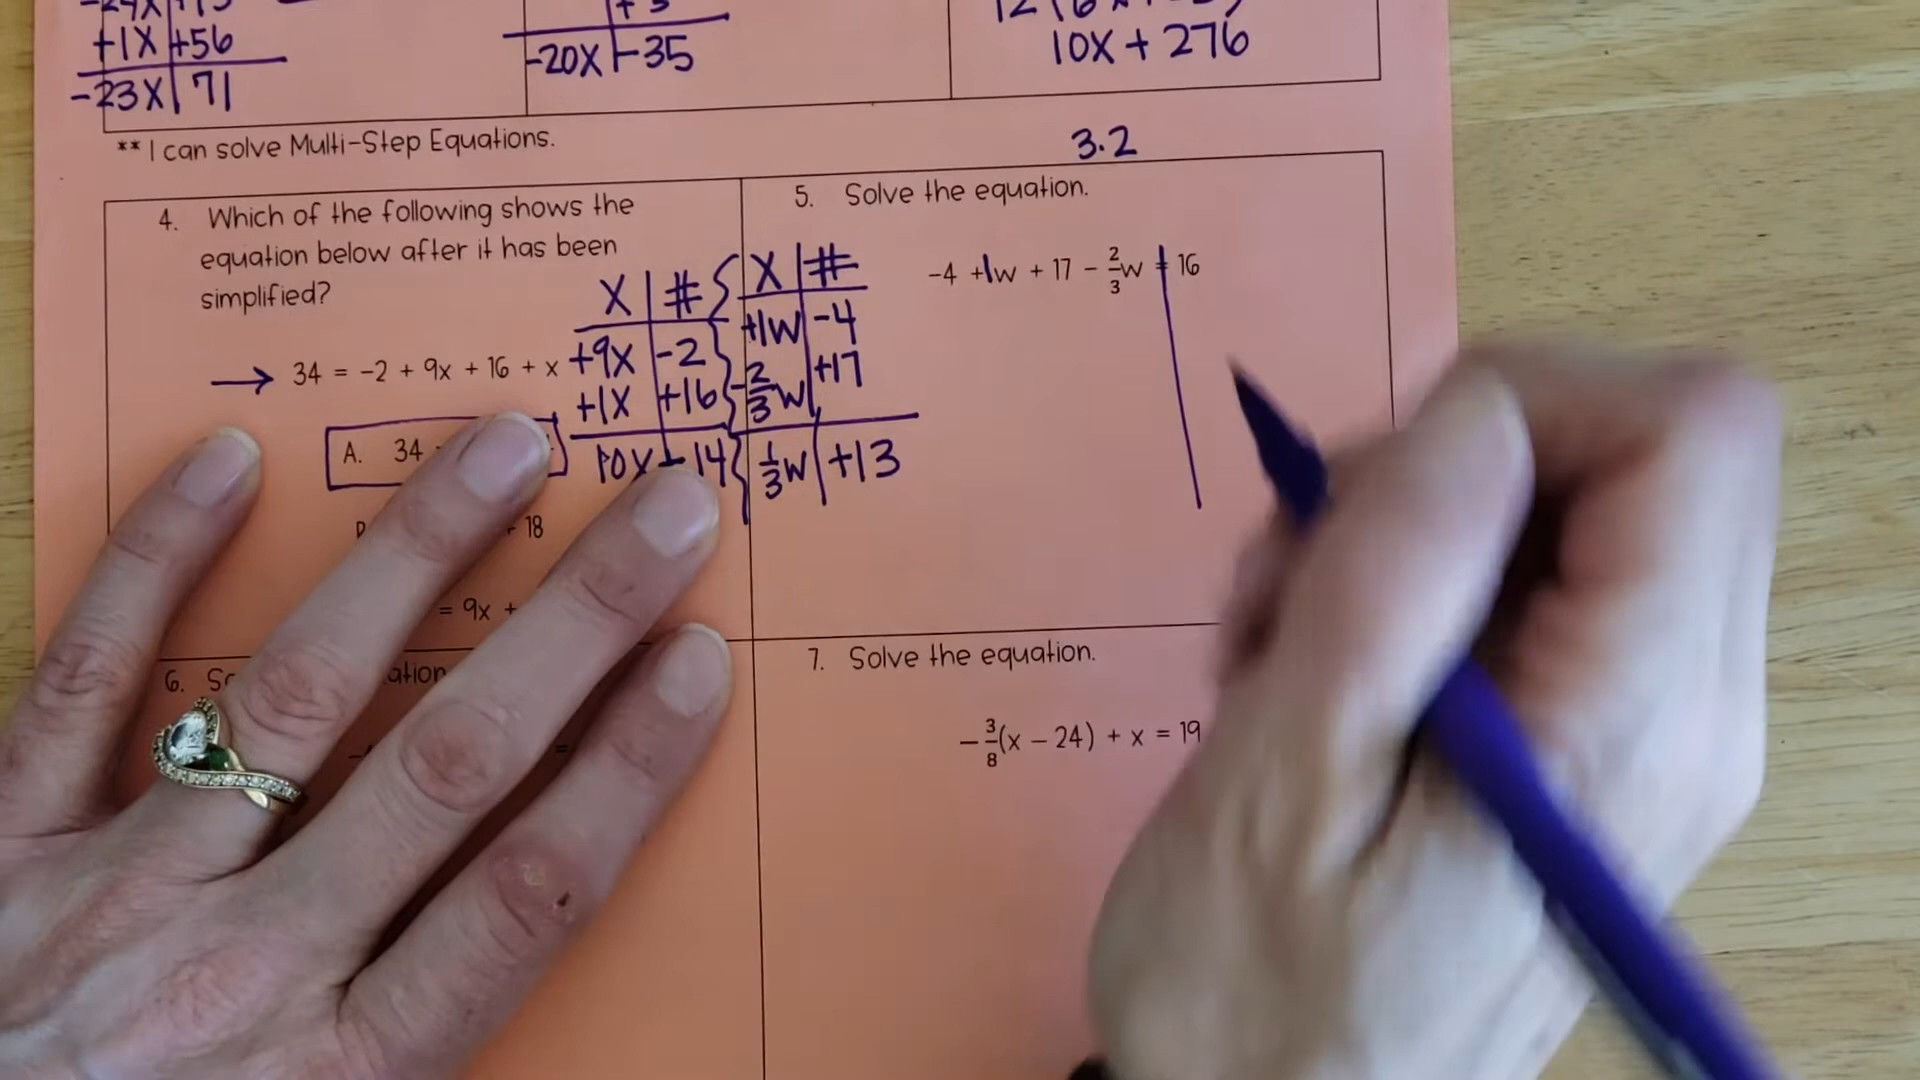 -24X
+3
+1X +56
-23X 71
-20X -35
10X + 276
** I can solve Multi-Step Equations.
3.2
4. Which of the following shows the
equation below after it has been
simplified?
34 = -2 + 9x + 16 + x
X #
+9X -2
+1X +16
10X + 14
A. 34
18
= 9x +
5. Solve the equation.
-4 +1w + 17 - 2/3w = 16
X #
+1W -4
-2/3W +17
1/3W +13
6.
7. Solve the equation.
-3/8(x - 24) + x = 19